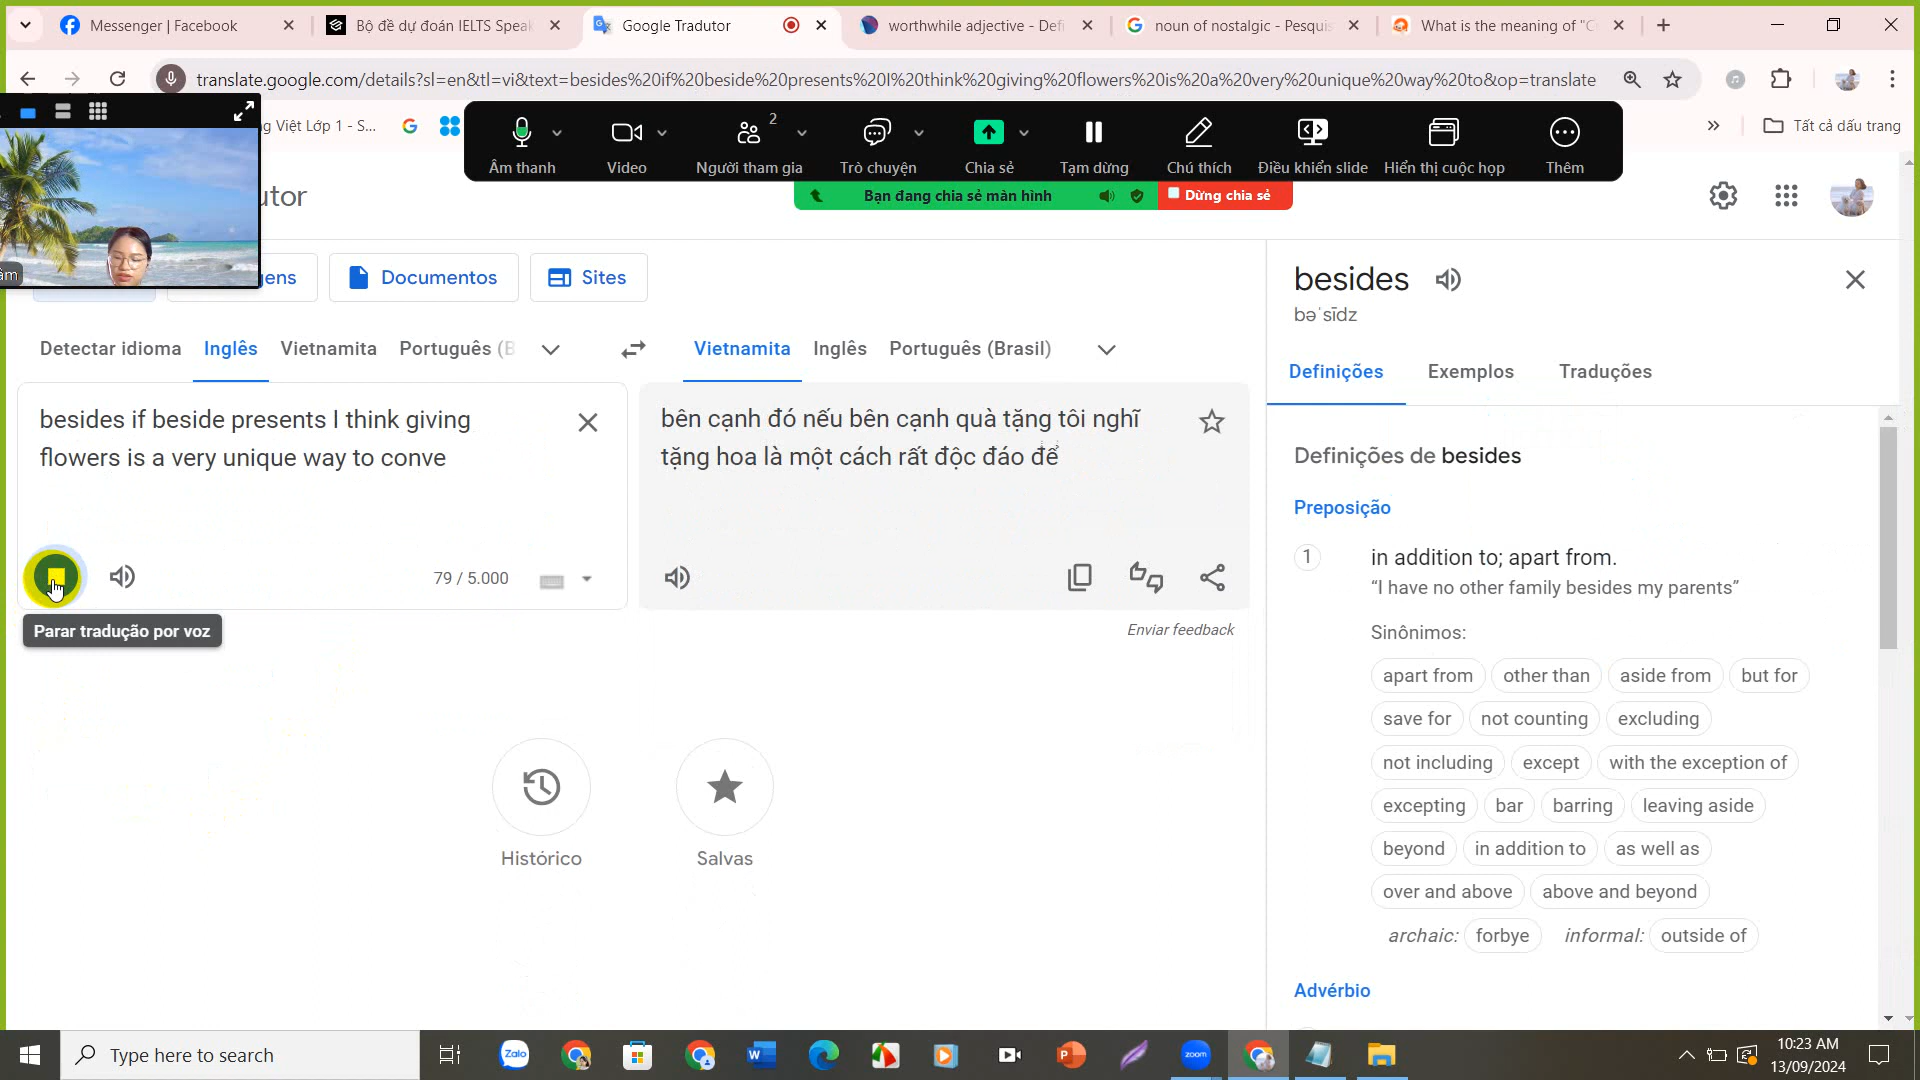 Messenger | Facebook
Bộ đề dự đoán IELTS Speak
Google Tradutor
worthwhile adjective - Defi
noun of nostalgic - Pesquis
What is the meaning of "G
translate.google.com/details?sl=en&tl=vi&text=besides%20if%20beside%20presents%20I%20think%20giving%20flowers%20is%20a%20very%20unique%20way%20to&op=translate
g Việt Lớp 1 - S...
Tất cả dấu trang
2
Âm thanh
Video
Người tham gia
Trò chuyện
Chia sẻ
Tạm dừng
Chú thích
Điều khiển slide
Hiển thị cuộc họp
Thêm
Bạn đang chia sẻ màn hình
Dừng chia sẻ
utor
âm
gens
Documentos
Sites
Detectar idioma
Inglês
Vietnamita
Português (B
Vietnamita
Inglês
Português (Brasil)
besides if beside presents I think giving
flowers is a very unique way to conve
79 / 5.000
Parar tradução por voz
bên cạnh đó nếu bên cạnh quà tặng tôi nghĩ
tặng hoa là một cách rất độc đáo để
Enviar feedback
Histórico
Salvas
besides
bəˈsīdz
Definições
Exemplos
Traduções
Definições de besides
Preposição
1
in addition to; apart from.
“I have no other family besides my parents”
Sinônimos:
apart from
other than
aside from
but for
save for
not counting
excluding
not including
except
with the exception of
excepting
bar
barring
leaving aside
beyond
in addition to
as well as
over and above
above and beyond
archaic: forbye
informal: outside of
Advérbio
Type here to search
Zalo
zoom
10:23 AM
13/09/2024